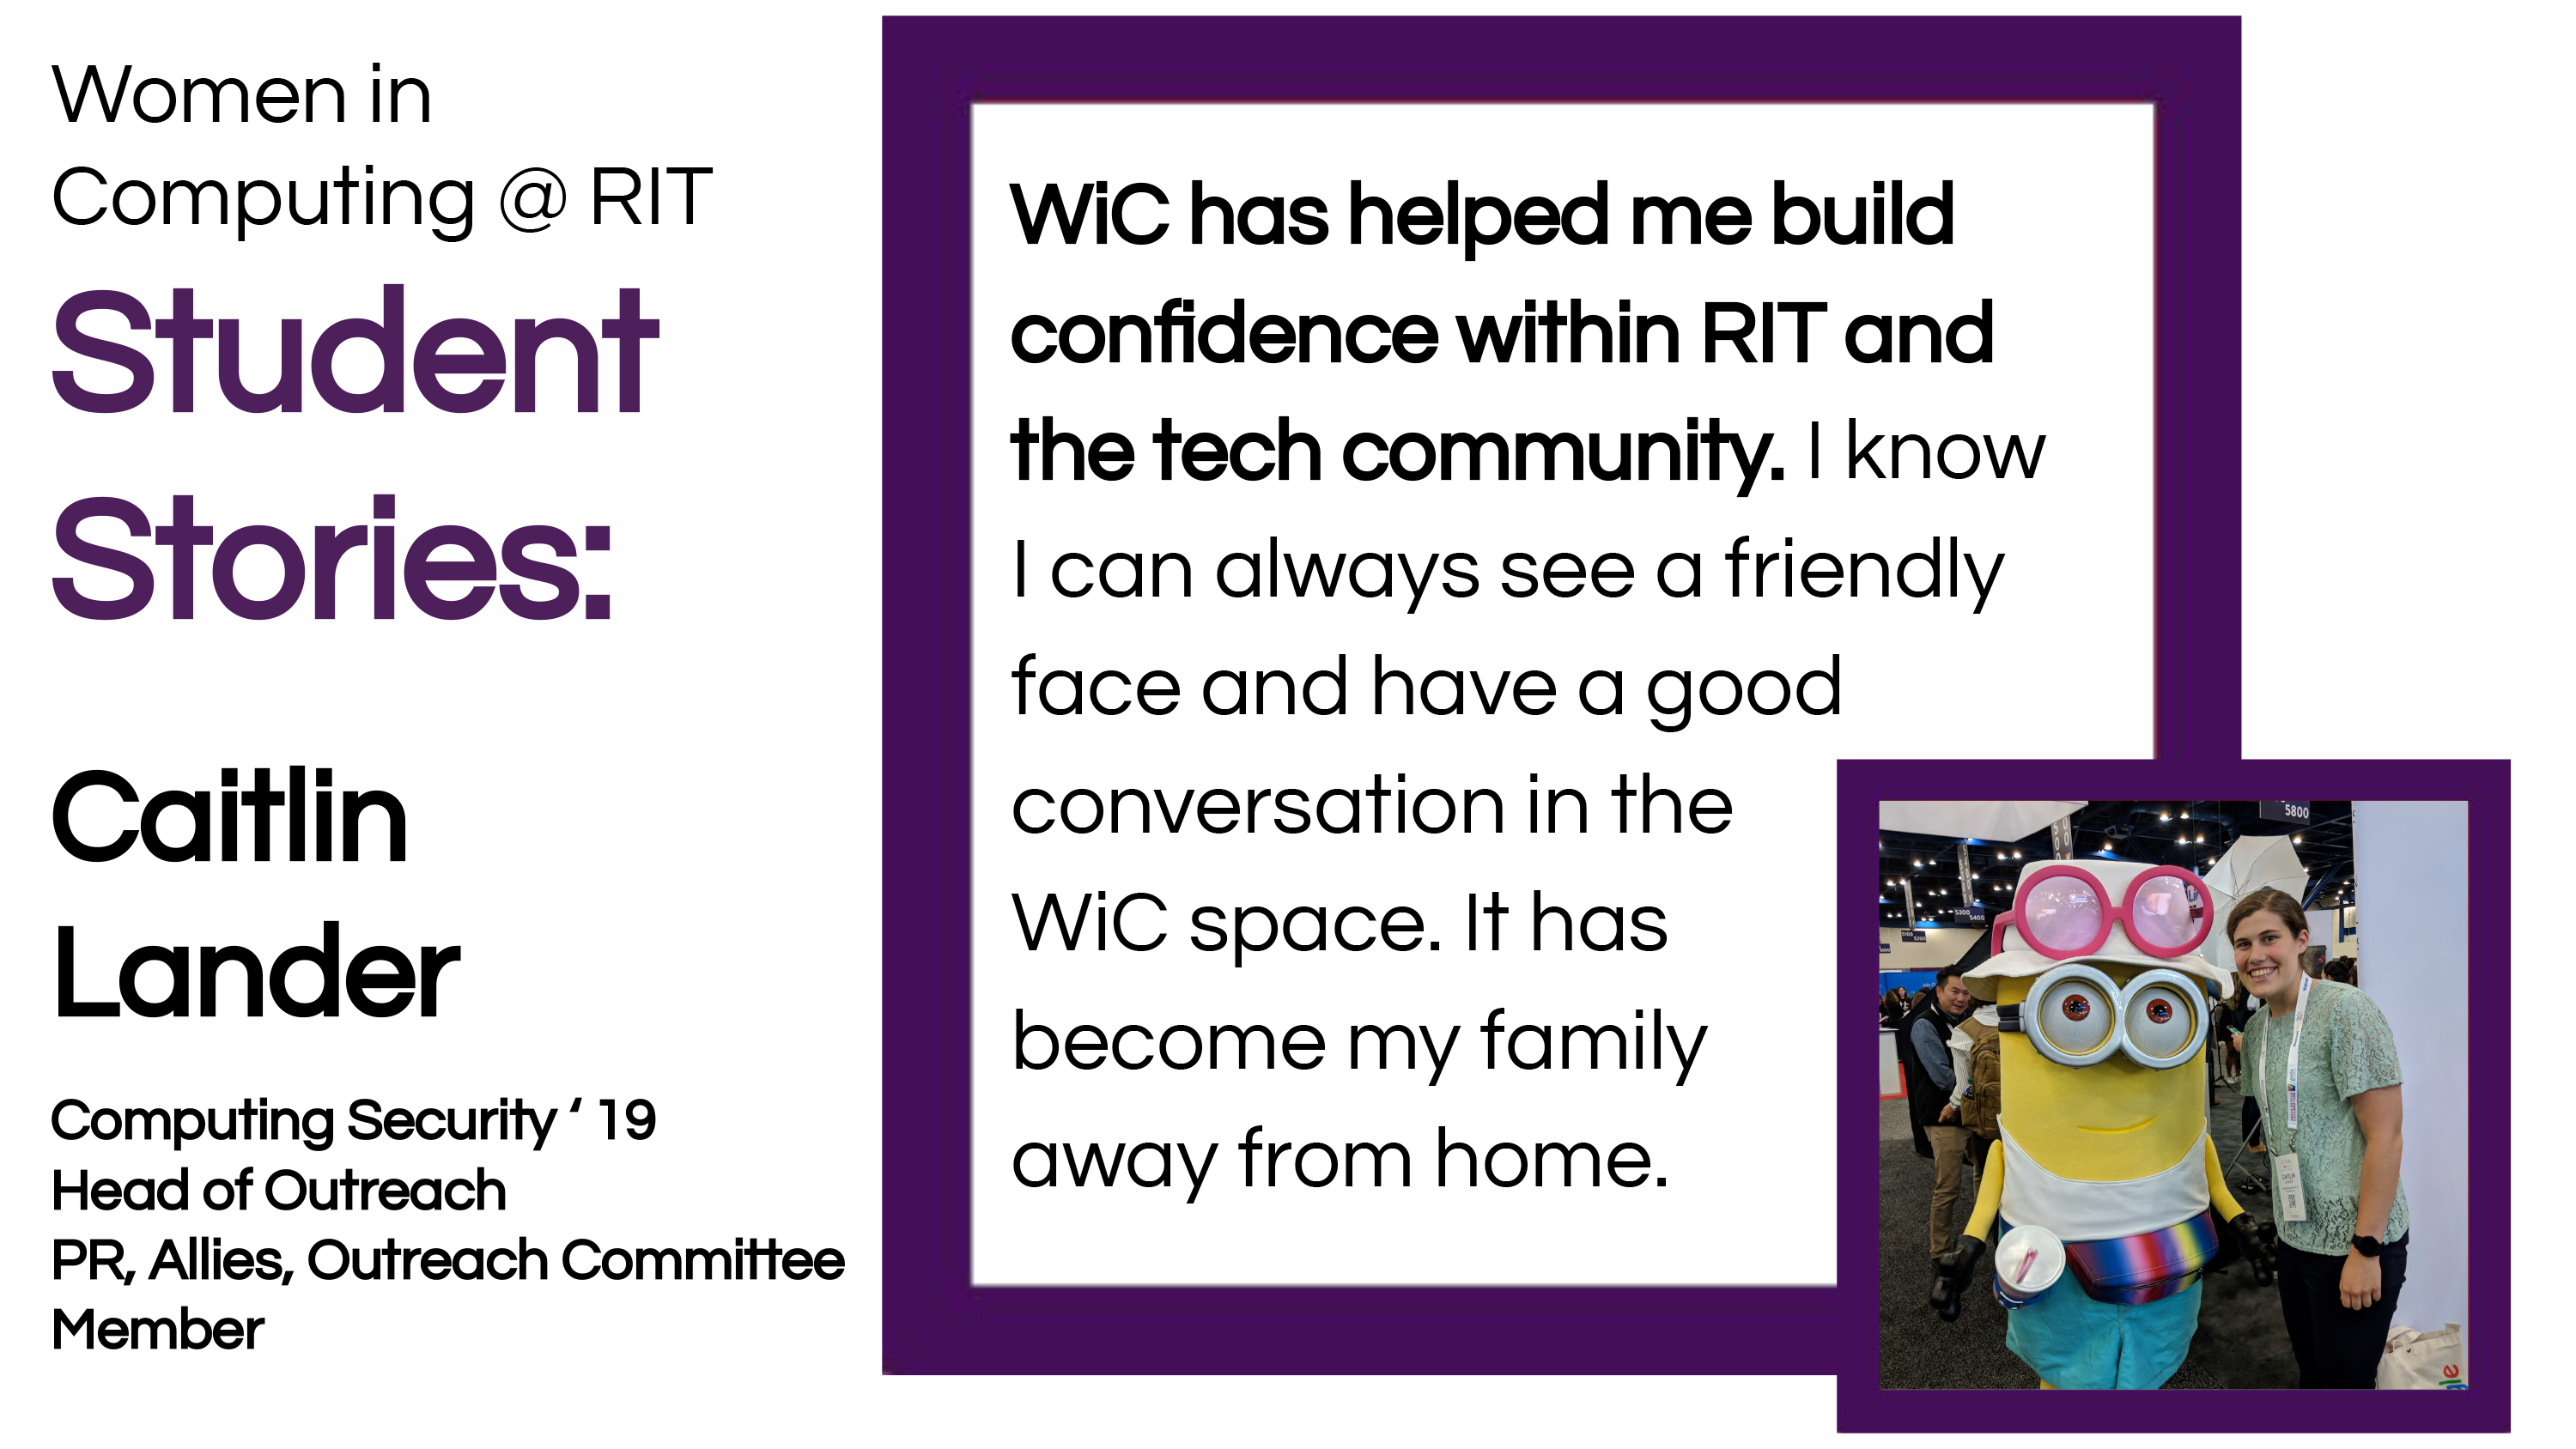 Women in
Computing @ RIT
Student
Stories:
Caitlin
Lander
Computing Security ‘ 19
Head of Outreach
PR, Allies, Outreach Committee
Member
WiC has helped me build
confidence within RIT and
the tech community. I know
I can always see a friendly
face and have a good
conversation in the
WiC space. It has
become my family
away from home.
5800
5300
5400